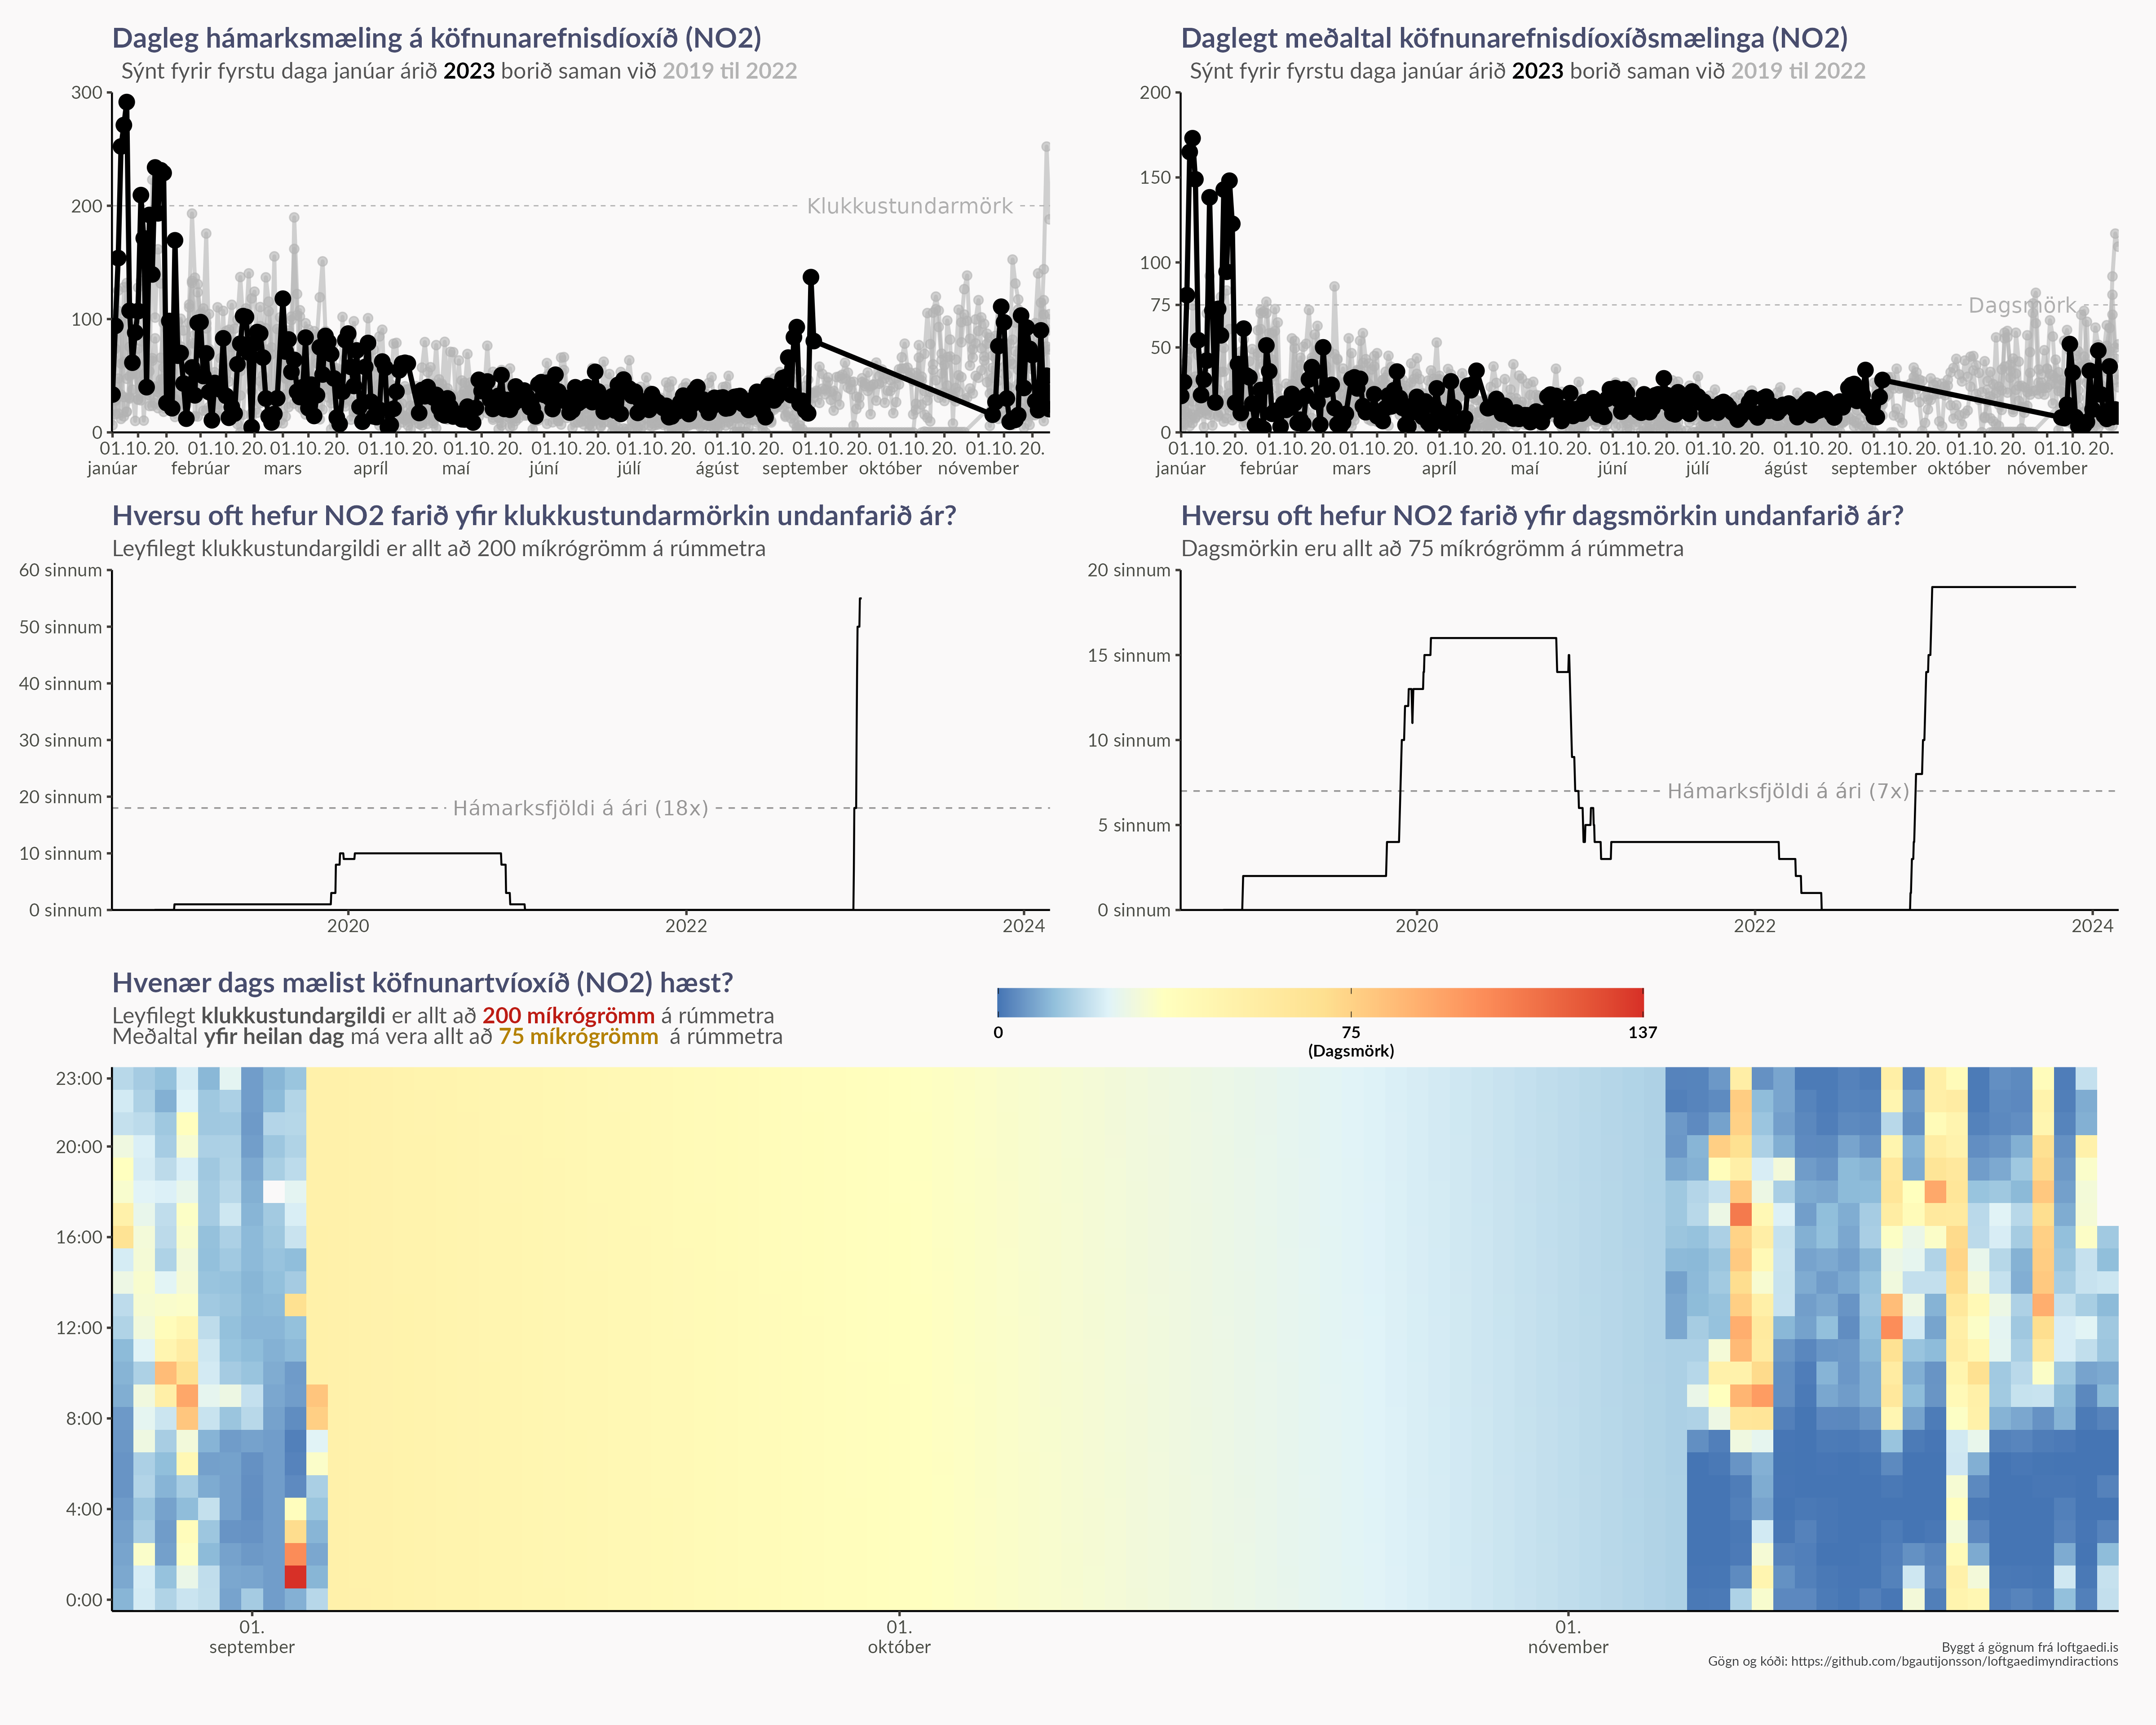 Dagleg hámarksmæling á köfnunarefnisdíoxíð (NO2)
Sýnt fyrir fyrstu daga janúar árið 2023 borið saman við 2019 til 2022
300
200
100
0
Klukkustundarmörk
01.10. 20. 01.10. 20. 01.10. 20. 01.10. 20. 01.10. 20. 01.10. 20. 01.10. 20. 01.10. 20. 01.10. 20. 01.10. 20. 01.10. 20. 01.10. 20.
janúar febrúar mars apríl maí júní júlí ágúst september október nóvember
Daglegt meðaltal köfnunarefnisdíoxíðsmælinga (NO2)
Sýnt fyrir fyrstu daga janúar árið 2023 borið saman við 2019 til 2022
200
150
100
75
50
0
Dagsmörk
01.10. 20. 01.10. 20. 01.10. 20. 01.10. 20. 01.10. 20. 01.10. 20. 01.10. 20. 01.10. 20. 01.10. 20. 01.10. 20. 01.10. 20. 01.10. 20.
janúar febrúar mars apríl maí júní júlí ágúst september október nóvember
Hversu oft hefur NO2 farið yfir klukkustundarmörkin undanfarið ár?
Leyfilegt klukkustundargildi er allt að 200 míkrógrömm á rúmmetra
60 sinnum
50 sinnum
40 sinnum
30 sinnum
20 sinnum
10 sinnum
0 sinnum
Hámarksfjöldi á ári (18x)
2020 2022 2024
Hversu oft hefur NO2 farið yfir dagsmörkin undanfarið ár?
Dagsmörkin eru allt að 75 míkrógrömm á rúmmetra
20 sinnum
15 sinnum
10 sinnum
5 sinnum
0 sinnum
Hámarksfjöldi á ári (7x)
2020 2022 2024
Hvenær dags mælist köfnunartvíoxíð (NO2) hæst?
Leyfilegt klukkustundargildi er allt að 200 míkrógrömm á rúmmetra
Meðaltal yfir heilan dag má vera allt að 75 míkrógrömm á rúmmetra
0 75 137
(Dagsmörk)
23:00
20:00
16:00
12:00
8:00
4:00
0:00
01. 01. 01.
september október nóvember
Byggt á gögnum frá loftgaedi.is
Gögn og kóði: https://github.com/bgautijonsson/loftgaedimyndiractions